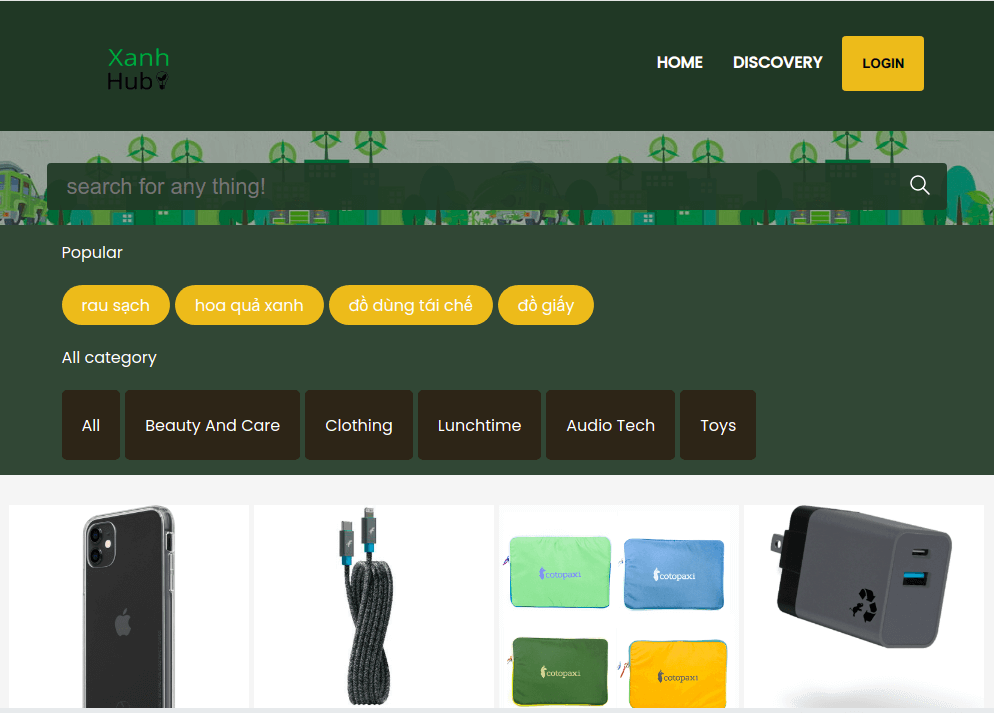 Xanh
Hub
HOME DISCOVERY LOGIN
search for any thing!
Popular
rau sạch hoa quả xanh đồ dùng tái chế đồ giấy
All category
All Beauty And Care Clothing Lunchtime Audio Tech Toys
cotopaxi cotopaxi
cotopaxi cotopaxi